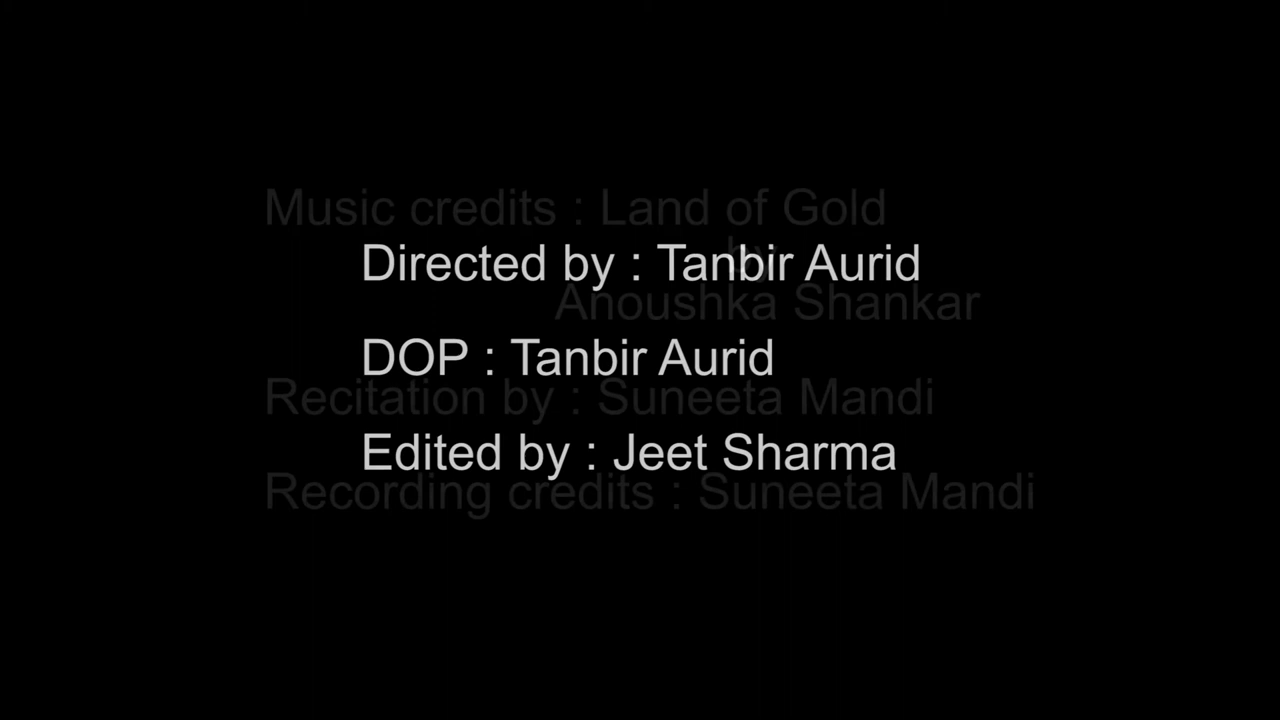 Music credits : Land of Gold
Directed by : Tanbir Aurid
by
Anoushka Shankar
DOP : Tanbir Aurid
Recitation by : Suneeta Mandi
Edited by : Jeet Sharma
Recording credits : Suneeta Mandi